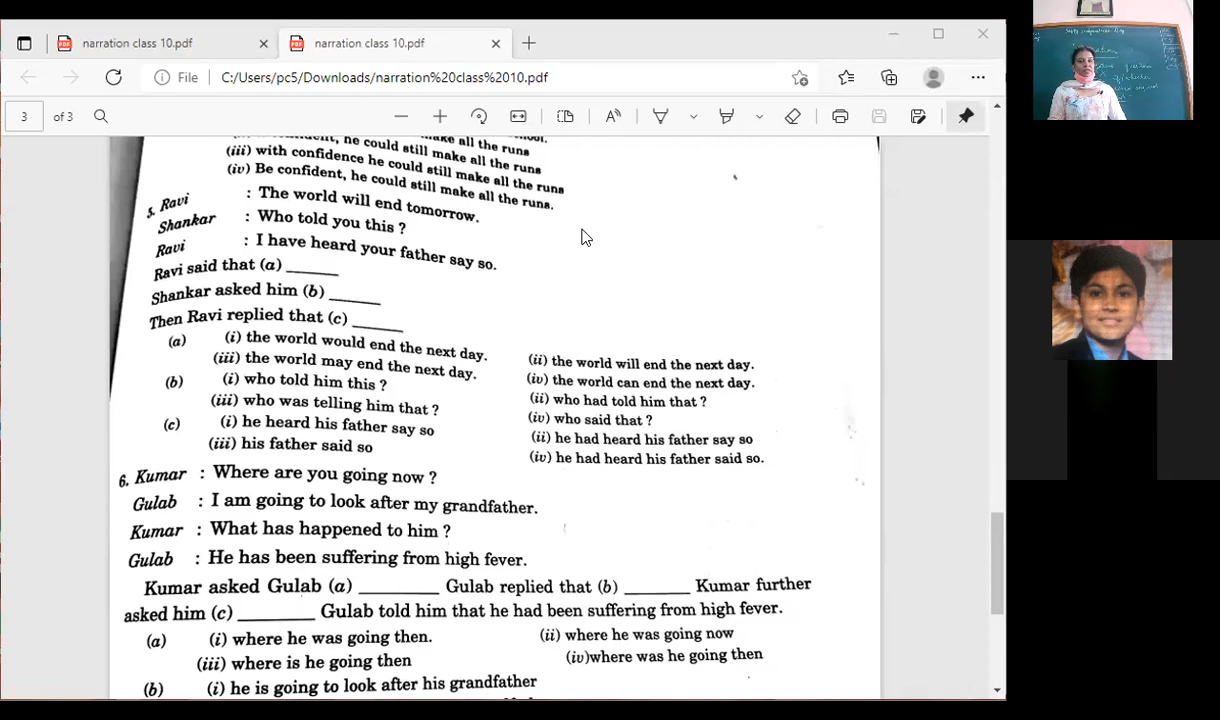 narration class 10.pdf
narration class 10.pdf
File
C:/Users/pc5/Downloads/narration%20class%2010.pdf
3 of 3
he could still make all the runs
(iii) with confidence he could still make all the runs
(iv) Be confident, he could still make all the runs.
5. Ravi : The world will end tomorrow.
Shankar : Who told you this ?
Ravi : I have heard your father say so.
Ravi said that (a) ______
Shankar asked him (b) ______
Then Ravi replied that (c) ______
(a) (i) the world would end the next day. (ii) the world will end the next day.
(iii) the world may end the next day. (iv) the world can end the next day.
(b) (i) who told him this ? (ii) who had told him that ?
(iii) who was telling him that ? (iv) who said that ?
(c) (i) he heard his father say so (ii) he had heard his father say so
(iii) his father said so (iv) he had heard his father said so.
6. Kumar : Where are you going now ?
Gulab : I am going to look after my grandfather.
Kumar : What has happened to him ?
Gulab : He has been suffering from high fever.
Kumar asked Gulab (a) ________ Gulab replied that (b) ______ Kumar further
asked him (c) ________ Gulab told him that he had been suffering from high fever.
(a) (i) where he was going then. (ii) where he was going now
(iii) where is he going then (iv)where was he going then
(b) (i) he is going to look after his grandfather